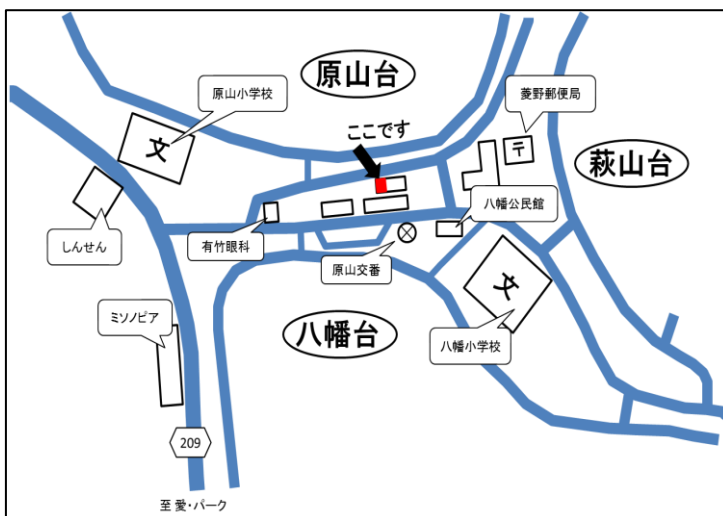 原山台
原山小学校
菱野郵便局
ここです
文
〒
萩山台
八幡公民館
しんせん
有竹眼科
原山交番
文
ミソノピア
八幡台
八幡小学校
209
至 愛・パーク